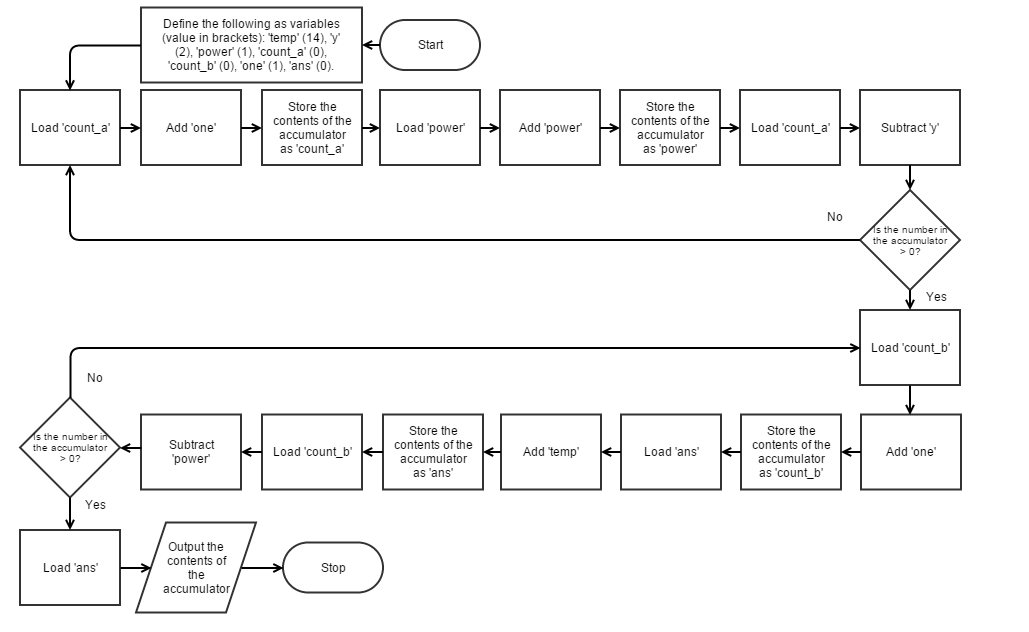 Define the following as variables
(value in brackets): 'temp' (14), 'y'
(2), 'power' (1), 'count_a' (0),
'count_b' (0), 'one' (1), 'ans' (0).
Start
Load 'count_a'
Add 'one'
Store the
contents of the
accumulator
as 'count_a'
Load 'power'
Add 'power'
Store the
contents of the
accumulator
as 'power'
Load 'count_a'
Subtract 'y'
No
Is the number in
the accumulator
> 0?
Yes
Load 'count_b'
Add 'one'
Store the
contents of the
accumulator
as 'count_b'
Load 'ans'
Add 'temp'
Store the
contents of the
accumulator
as 'ans'
Load 'count_b'
Subtract
'power'
No
Is the number in
the accumulator
> 0?
Yes
Load 'ans'
Output the
contents of
the
accumulator
Stop